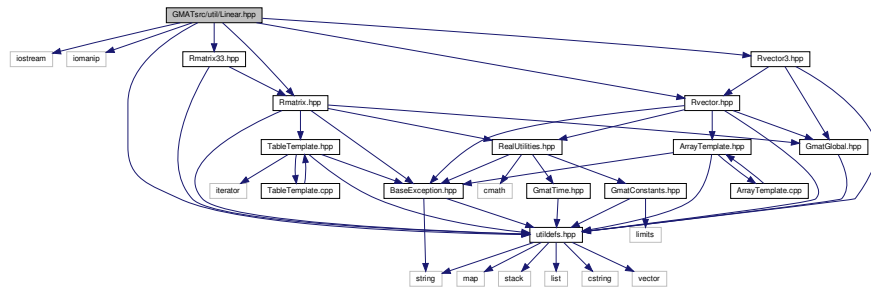 GMATsrc/util/Linear.hpp
iostream
iomanip
Rmatrix33.hpp
Rvector3.hpp
Rmatrix.hpp
Rvector.hpp
TableTemplate.hpp
RealUtilities.hpp
ArrayTemplate.hpp
GmatGlobal.hpp
iterator
TableTemplate.cpp
BaseException.hpp
cmath
GmatTime.hpp
GmatConstants.hpp
ArrayTemplate.cpp
utildefs.hpp
limits
string
map
stack
list
cstring
vector